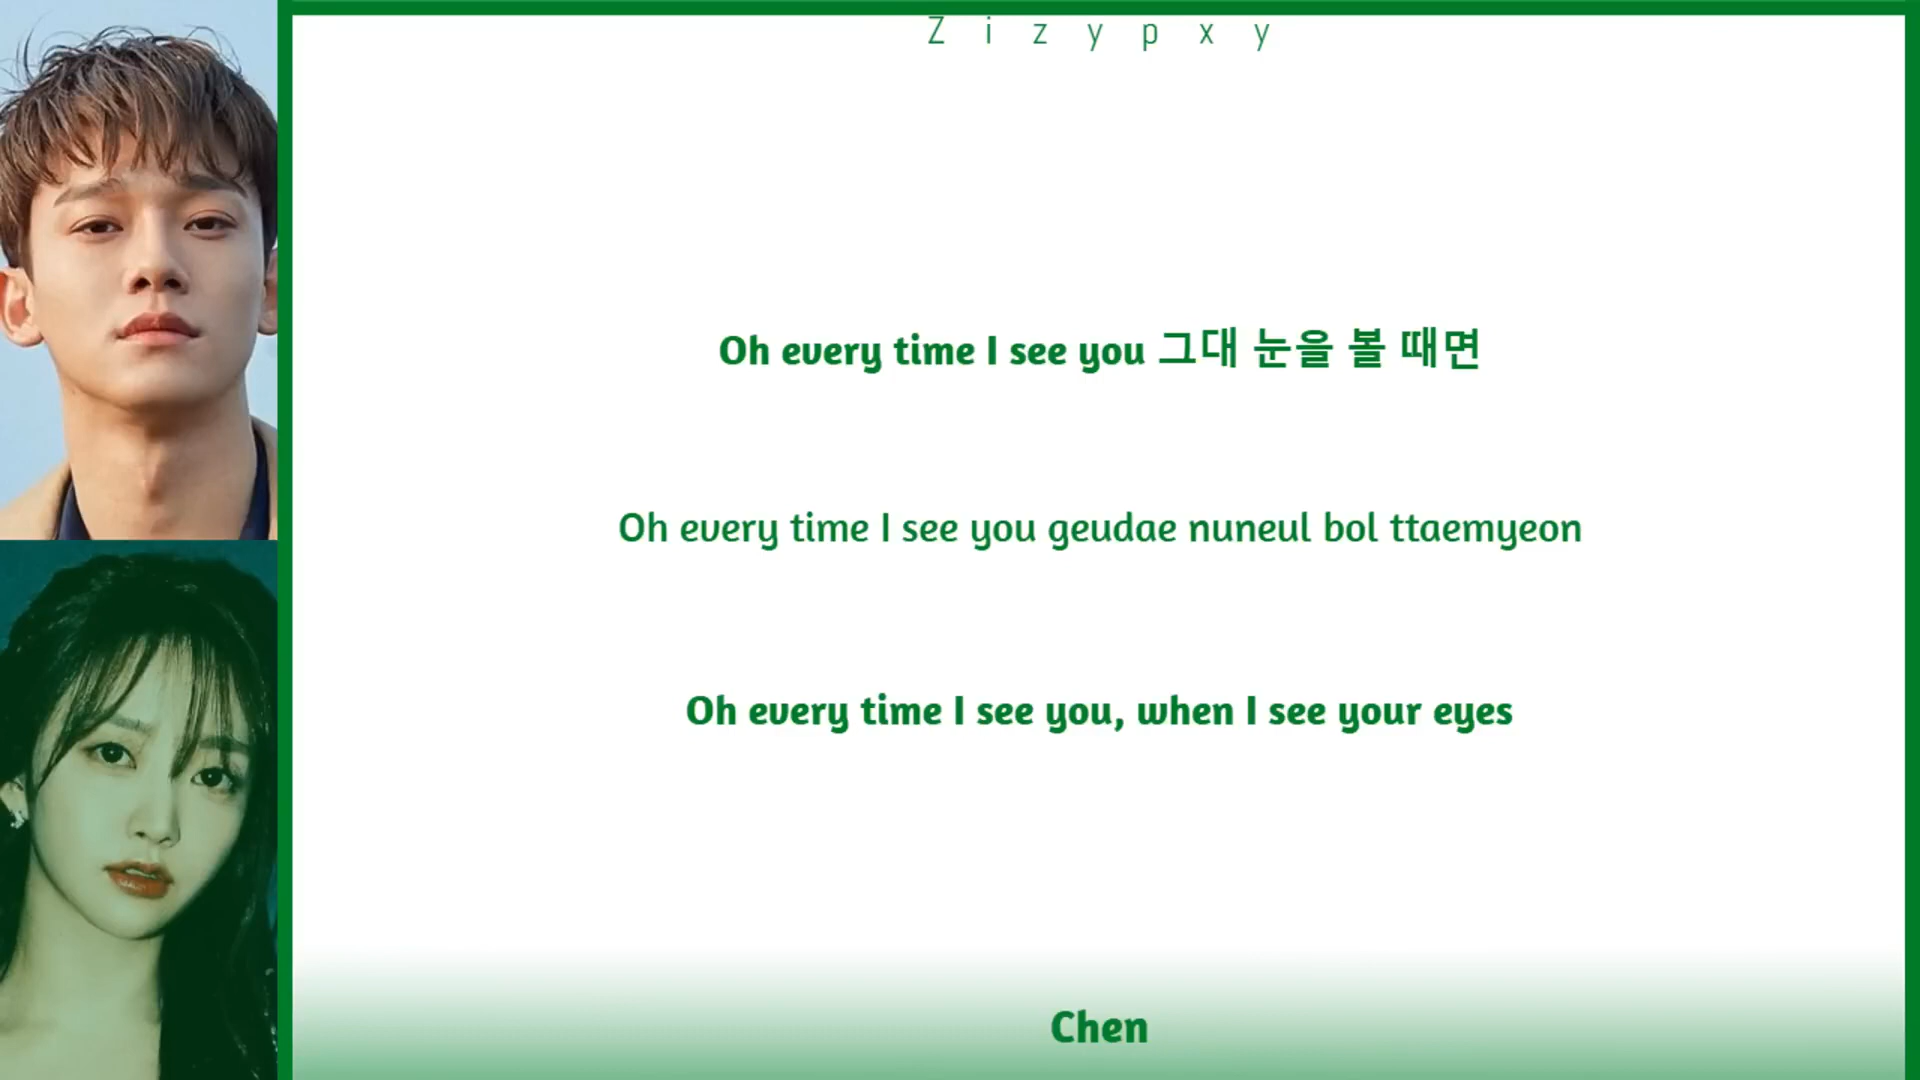 Zizypxy
Oh every time I see you 그대 눈을 볼 때면
Oh every time I see you geudae nuneul bol ttaemyeon
Oh every time I see you, when I see your eyes
Chen